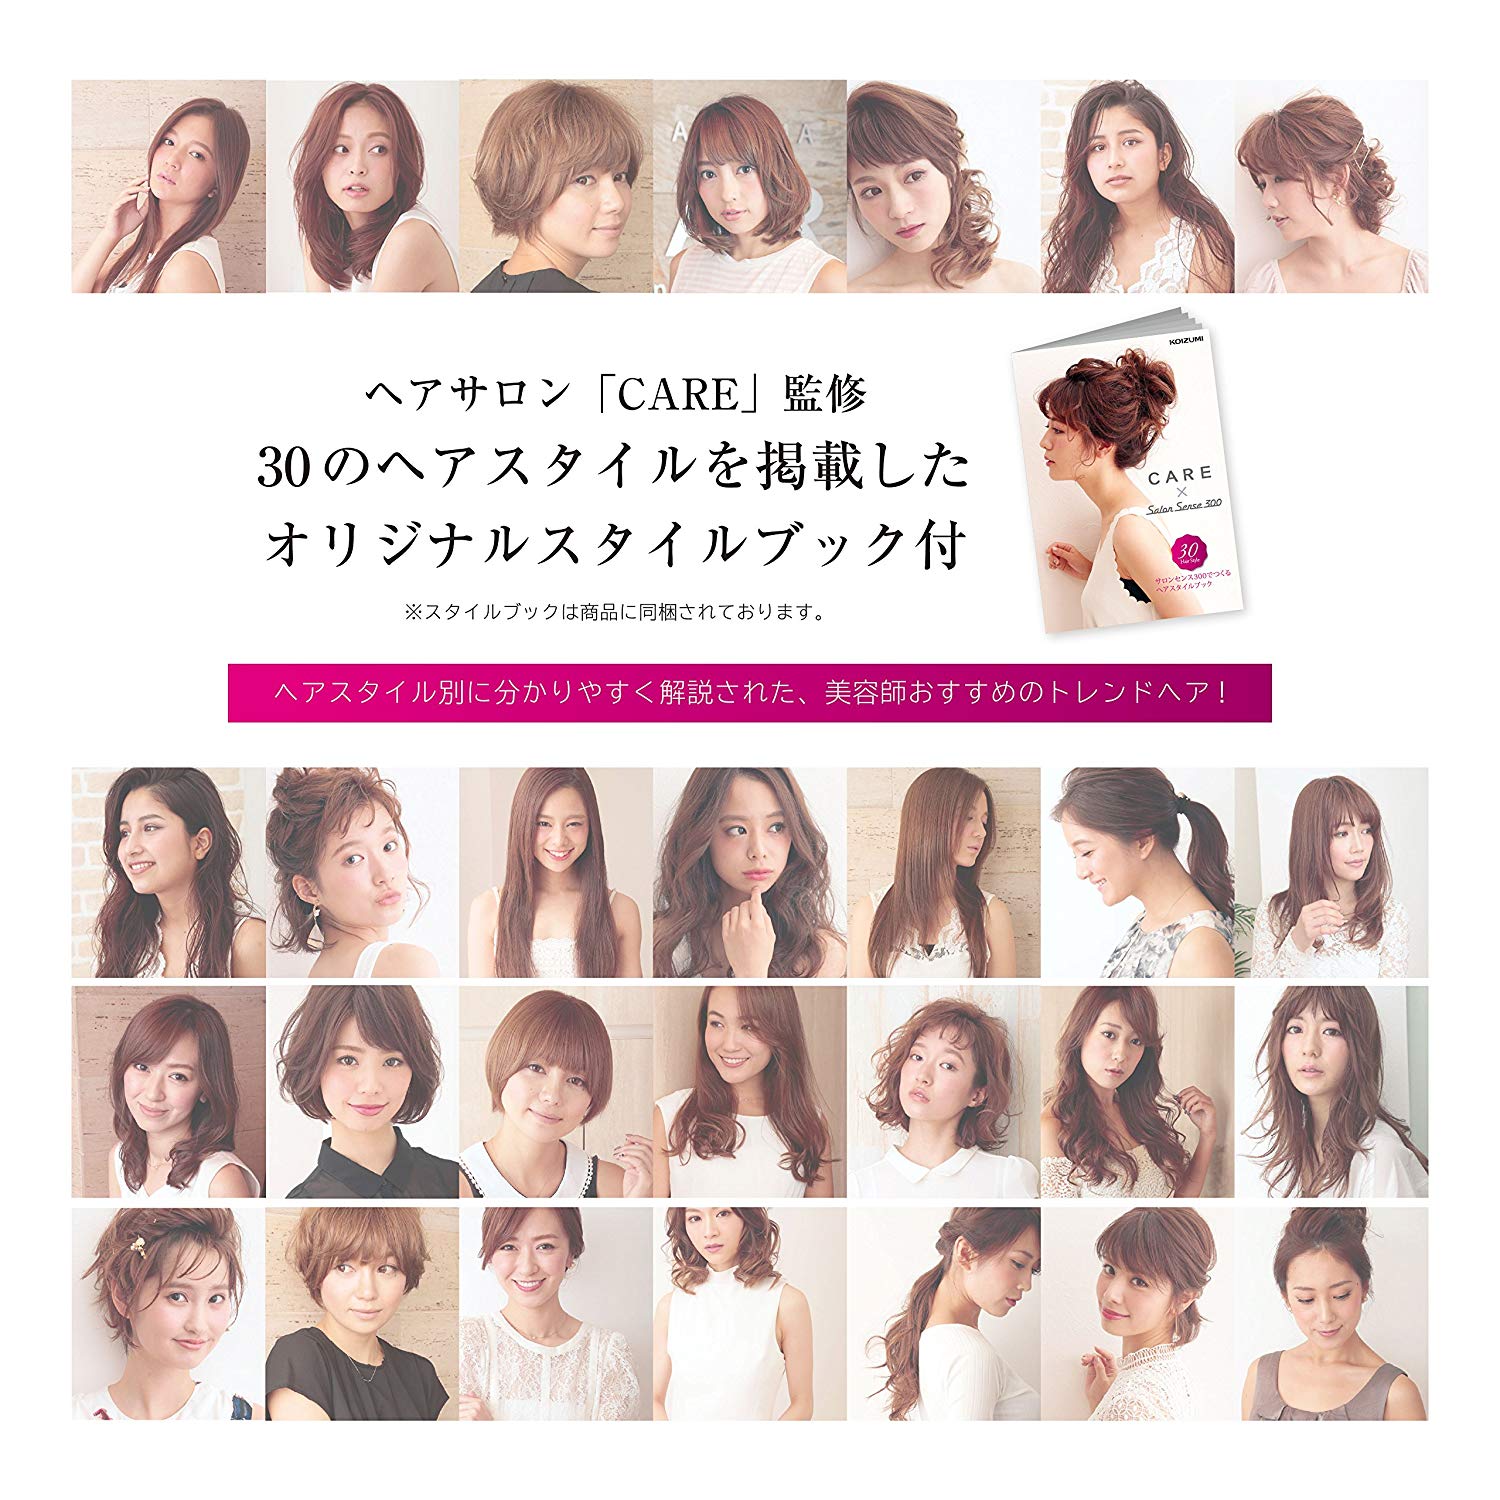 ヘアサロン「CARE」監修
30のヘアスタイルを掲載した
オリジナルスタイルブック付
※スタイルブックは商品に同梱されております。
KOIZUMI
CARE
×
Salon Sense 300
30
Hair Style
サロンセンス300でつくる
ヘアスタイルブック
ヘアスタイル別に分かりやすく解説された、美容師おすすめのトレンドヘア！